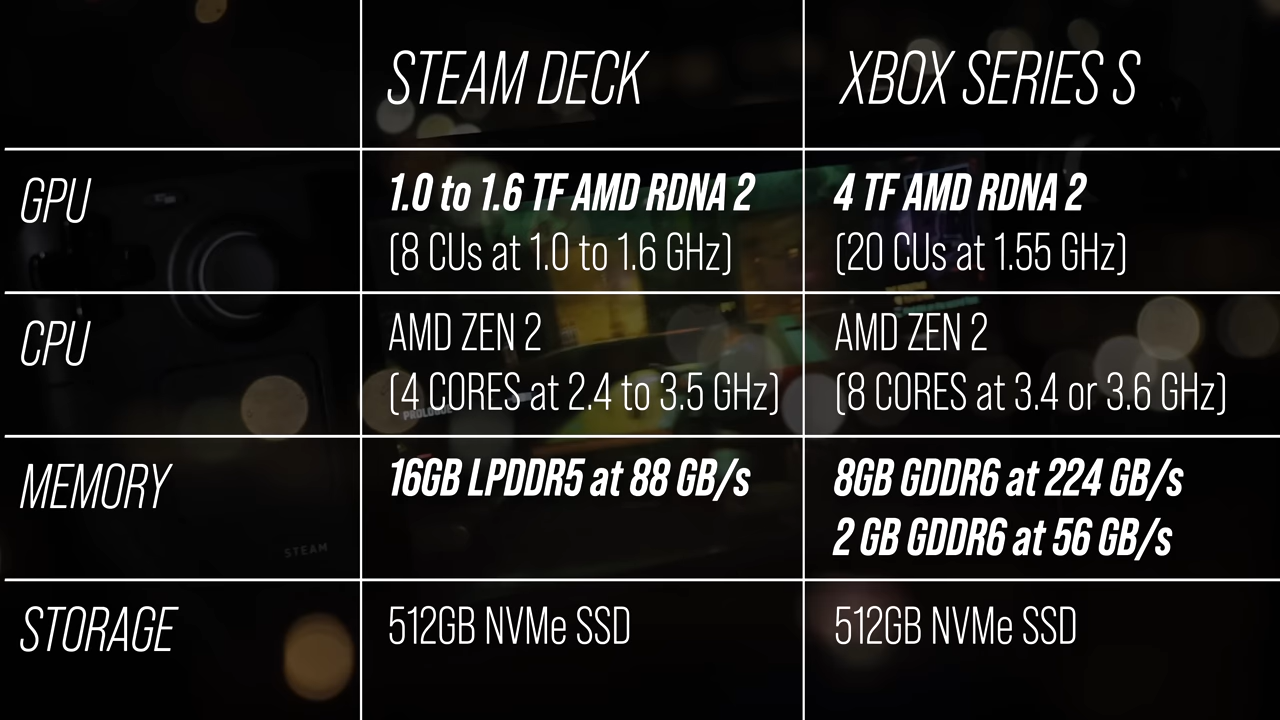 STEAM DECK
XBOX SERIES S
GPU
1.0 to 1.6 TF AMD RDNA 2
(8 CUs at 1.0 to 1.6 GHz)
4 TF AMD RDNA 2
(20 CUs at 1.55 GHz)
CPU
AMD ZEN 2
(4 CORES at 2.4 to 3.5 GHz)
AMD ZEN 2
(8 CORES at 3.4 or 3.6 GHz)
PROLOGUE
MEMORY
16GB LPDDR5 at 88 GB/s
8GB GDDR6 at 224 GB/s
2 GB GDDR6 at 56 GB/s
STEAM
STORAGE
512GB NVMe SSD
512GB NVMe SSD